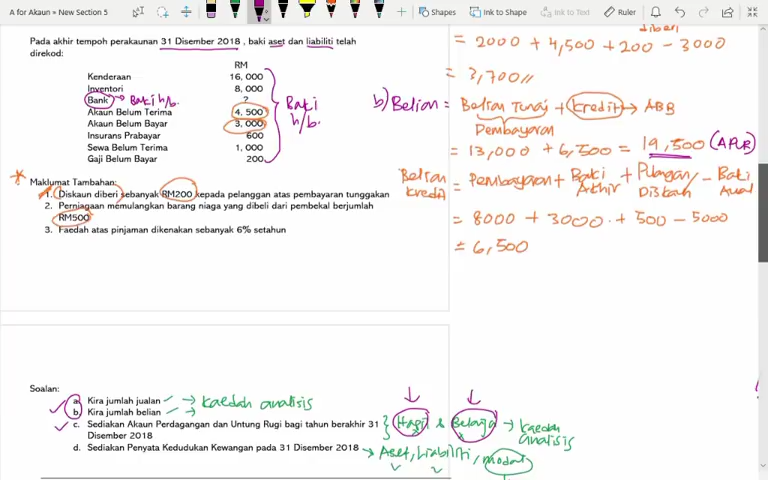 A for Akaun » New Section 5
Shapes
Ink to Shape
Ink to Text
Ruler
Pada akhir tempoh perakaunan 31 Disember 2018 , baki aset dan liabiliti telah
direkod:
RM
Kenderaan 16, 000
Inventori 8, 000
Bank ? → Baki h/b.
Akaun Belum Terima 4, 500
Akaun Belum Bayar 3, 000
Insurans Prabayar 600
Sewa Belum Terima 1, 000
Gaji Belum Bayar 200
Baki
h/b.
* Maklumat Tambahan:
1. Diskaun diberi sebanyak RM200 kepada pelanggan atas pembayaran tunggakan
2. Perniagaan memulangkan barang niaga yang dibeli dari pembekal berjumlah
RM500
3. Faedah atas pinjaman dikenakan sebanyak 6% setahun
diberi
= 2000 + 4,500 + 200 - 3000
= 3,700 //
b) Belian = Belian Tunai + kredit → ABB
Pembayaran
= 13,000 + 6,500 = 19,500 (APUR)
Belian
kredit = Pembayaran + Baki Akhir + Pulangan/ Diskaun - Baki Awal
= 8000 + 3000 + 500 - 5000
= 6,500
Soalan:
a. Kira jumlah jualan → kaedah analisis
b. Kira jumlah belian →
c. Sediakan Akaun Perdagangan dan Untung Rugi bagi tahun berakhir 31
Disember 2018
} Hasil & Belanja → kaedah
analisis
d. Sediakan Penyata Kedudukan Kewangan pada 31 Disember 2018 → Aset, Liabiliti, modal